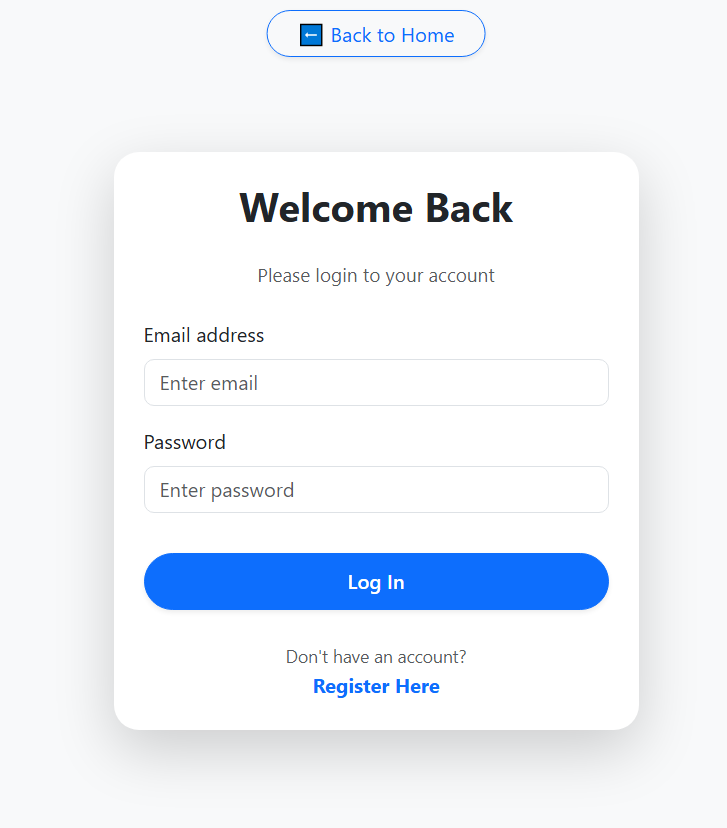 ⬅ Back to Home
Welcome Back
Please login to your account
Email address
Enter email
Password
Enter password
Log In
Don't have an account?
Register Here